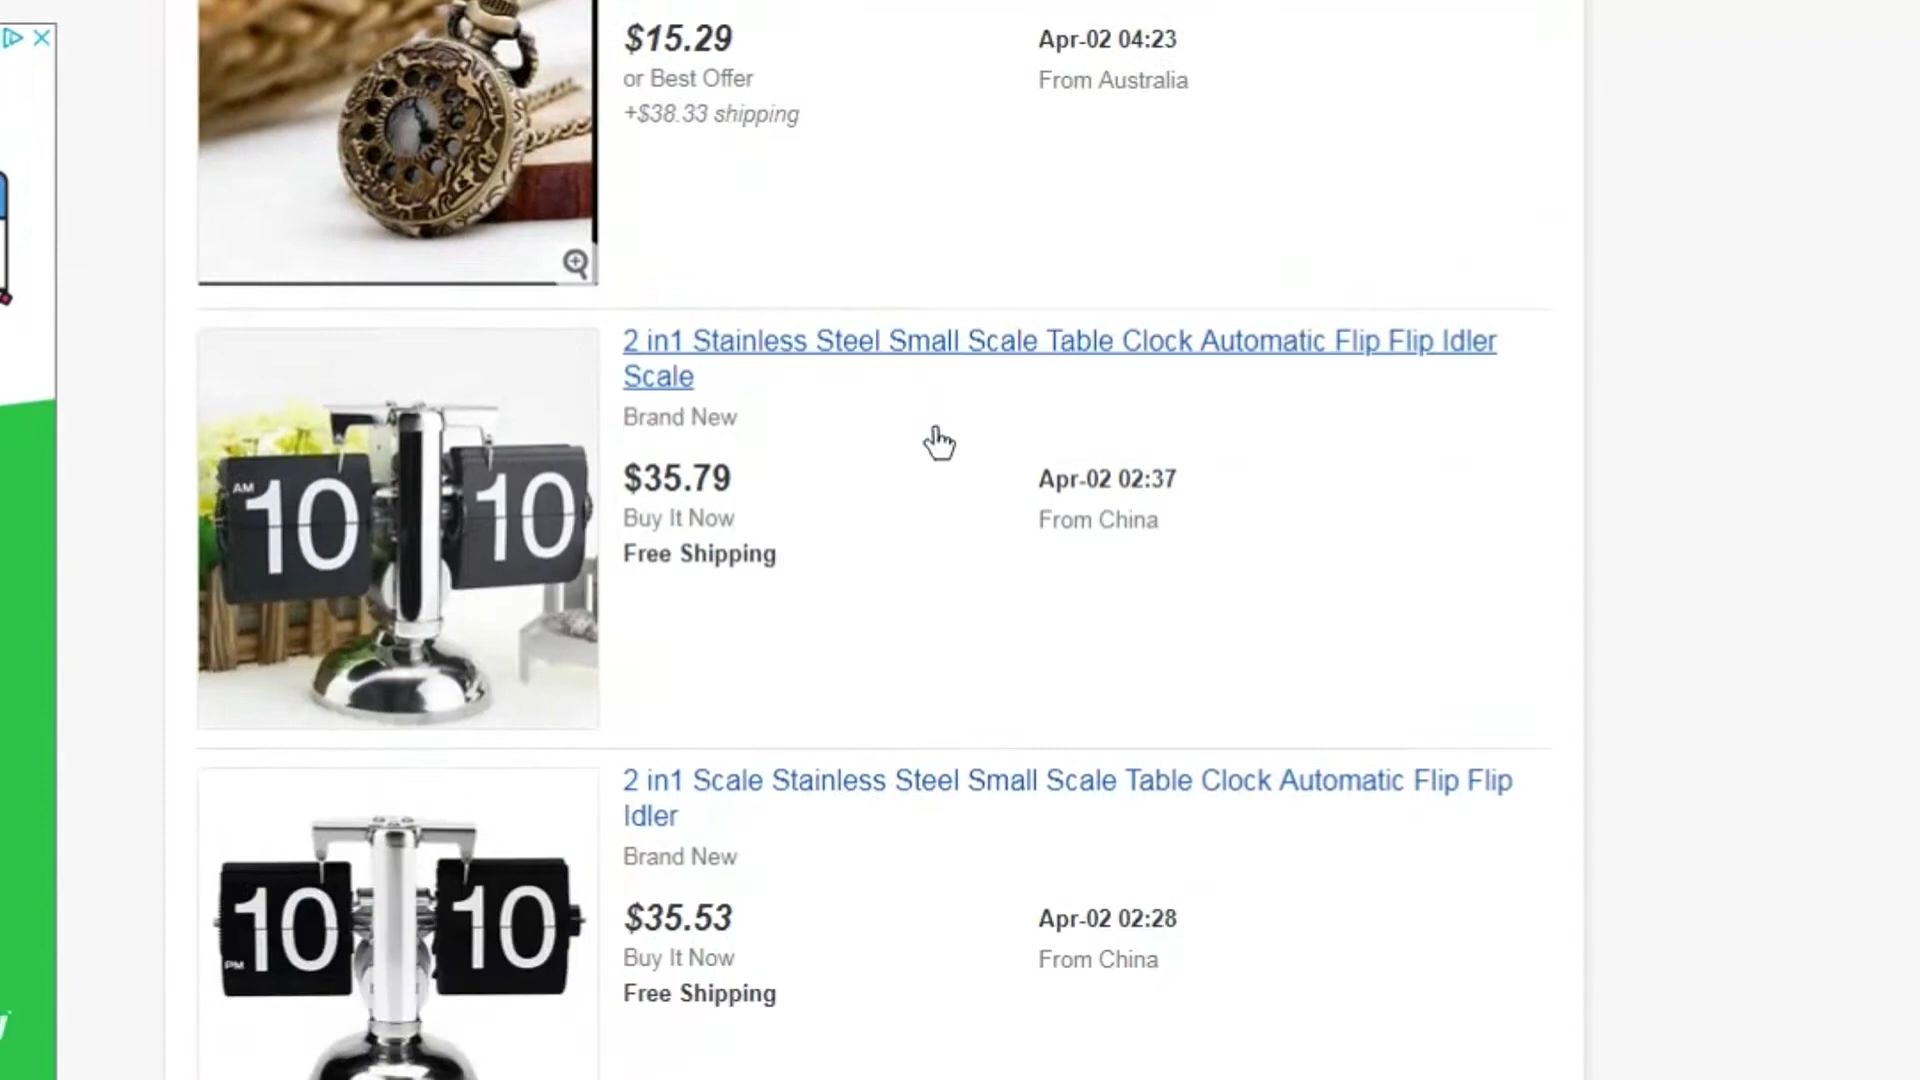 $15.29
or Best Offer
+$38.33 shipping
Apr-02 04:23
From Australia
2 in1 Stainless Steel Small Scale Table Clock Automatic Flip Flip Idler
Scale
Brand New
$35.79
Buy It Now
Free Shipping
Apr-02 02:37
From China
AM
10
10
2 in1 Scale Stainless Steel Small Scale Table Clock Automatic Flip Flip
Idler
Brand New
$35.53
Buy It Now
Free Shipping
Apr-02 02:28
From China
10
PM
10